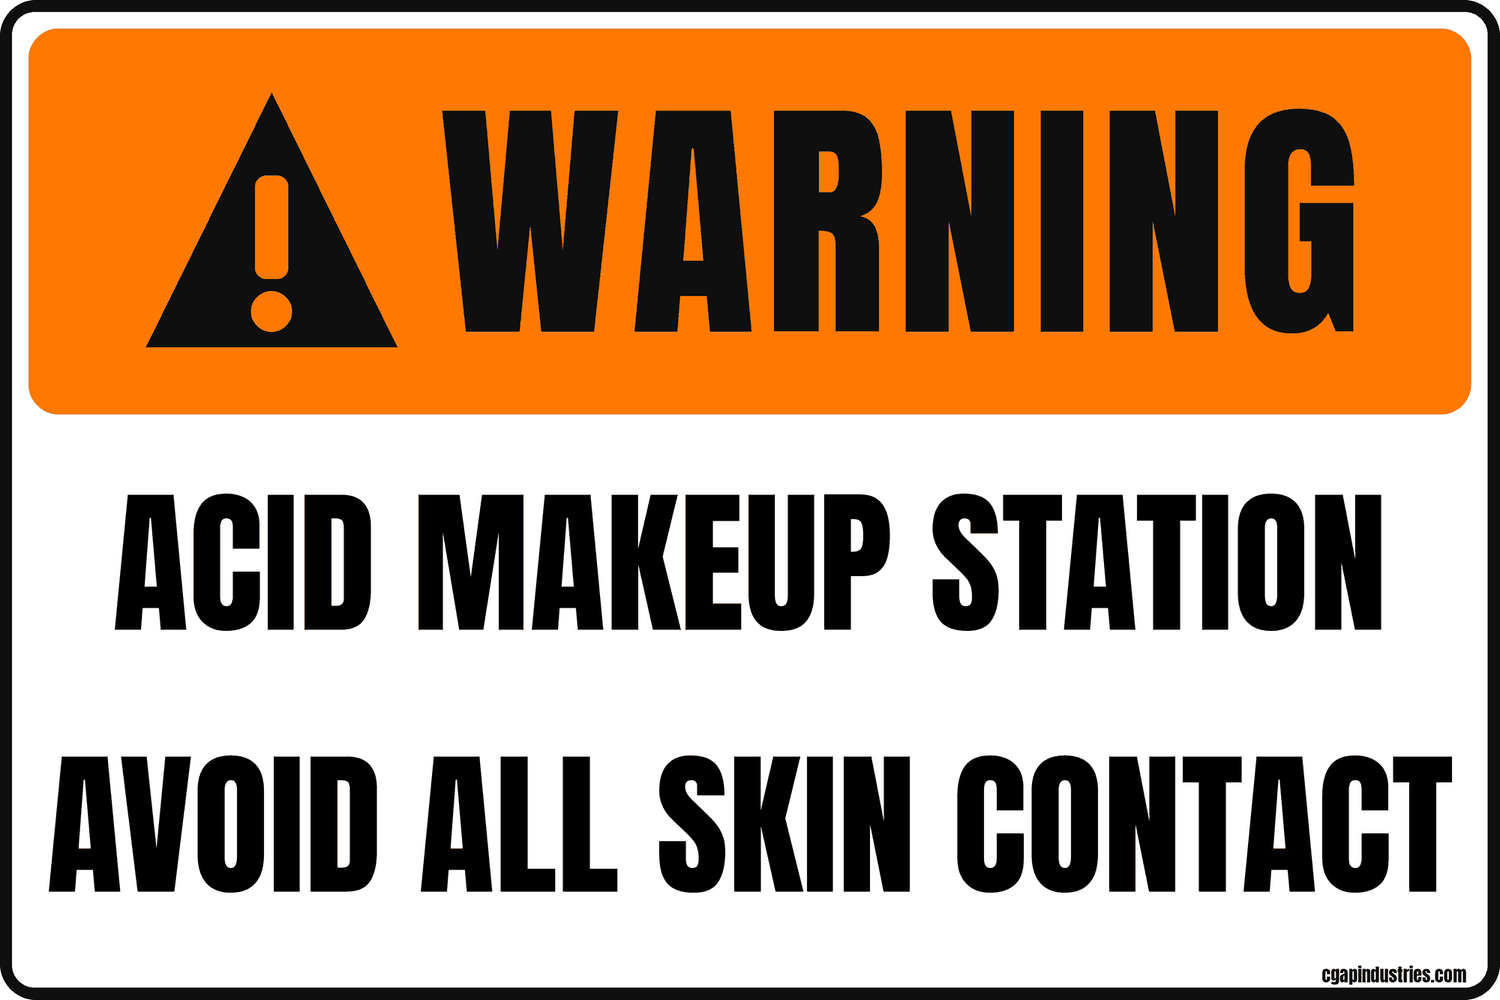 WARNING
ACID MAKEUP STATION
AVOID ALL SKIN CONTACT
cgapindustries.com